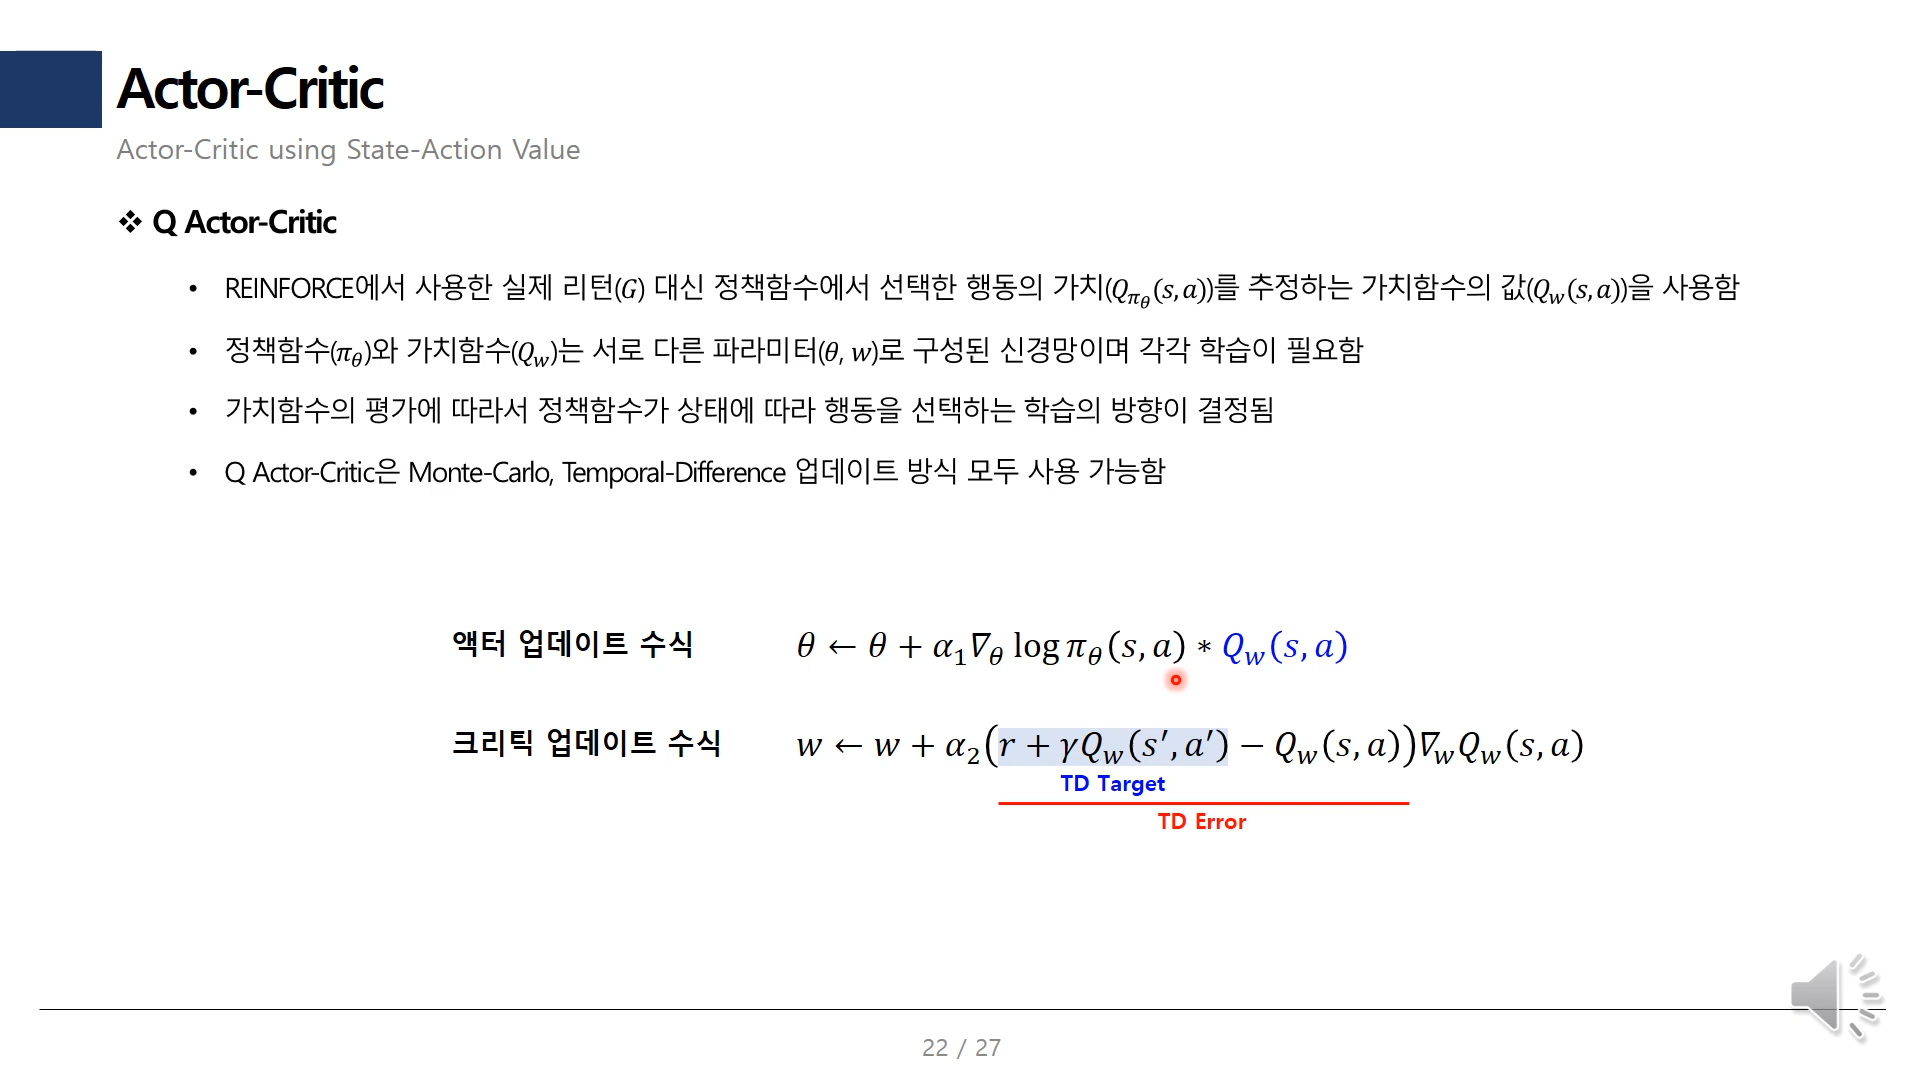 Actor-Critic
Actor-Critic using State-Action Value
❖ Q Actor-Critic
• REINFORCE에서 사용한 실제 리턴(G) 대신 정책함수에서 선택한 행동의 가치(Q_{π_θ}(s,a))를 추정하는 가치함수의 값(Q_w(s,a))을 사용함
• 정책함수(π_θ)와 가치함수(Q_w)는 서로 다른 파라미터(θ, w)로 구성된 신경망이며 각각 학습이 필요함
• 가치함수의 평가에 따라서 정책함수가 상태에 따라 행동을 선택하는 학습의 방향이 결정됨
• Q Actor-Critic은 Monte-Carlo, Temporal-Difference 업데이트 방식 모두 사용 가능함
액터 업데이트 수식 θ ← θ + α₁∇_θ log π_θ(s, a) * Q_w(s, a)
크리틱 업데이트 수식 w ← w + α₂(r + γQ_w(s′, a′) − Q_w(s, a))∇_wQ_w(s, a)
TD Target
TD Error
22 / 27